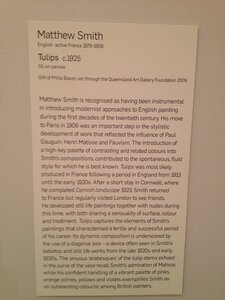 Matthew Smith
English active France 1879-1959
Tulips c.1925
Oil on canvas
Gift of Philip Bacon, AM, through the Queensland Art Gallery Foundation 2009
Matthew Smith is recognised as having been instrumental
in introducing modernist approaches to English painting
during the first decades of the twentieth century. His move
to Paris in 1908 was an important step in the stylistic
development of work that reflected the influence of Paul
Gauguin, Henri Matisse and Fauvism. The introduction of
a high-key palette of contrasting and related colours into
Smith's compositions, contributed to the spontaneous, fluid
style for which he is best known. Tulips was most likely
produced in France following a period in England from 1913
until the early 1920s. After a short stay in Cornwall, where
he completed Cornish landscape 1923, Smith returned
to France but regularly visited London to see friends.
He developed still life paintings together with nudes during
this time, with both sharing a sensuality of surface, colour
and treatment. Tulips captures the elements of Smith's
paintings that characterised a fertile and successful period
of his career. Its dynamic composition is underscored by
the use of a diagonal axis – a device often seen in Smith's
tabletop and still life works from the late 1920s and early
1930s. The sinuous 'arabesques' of the tulip stems echoed
in the curve of the vase recall Smith's admiration of Matisse,
while his confident handling of a vibrant palette of pinks,
orange ochres, yellows and violets exemplifies Smith as
an outstanding colourist among British painters.